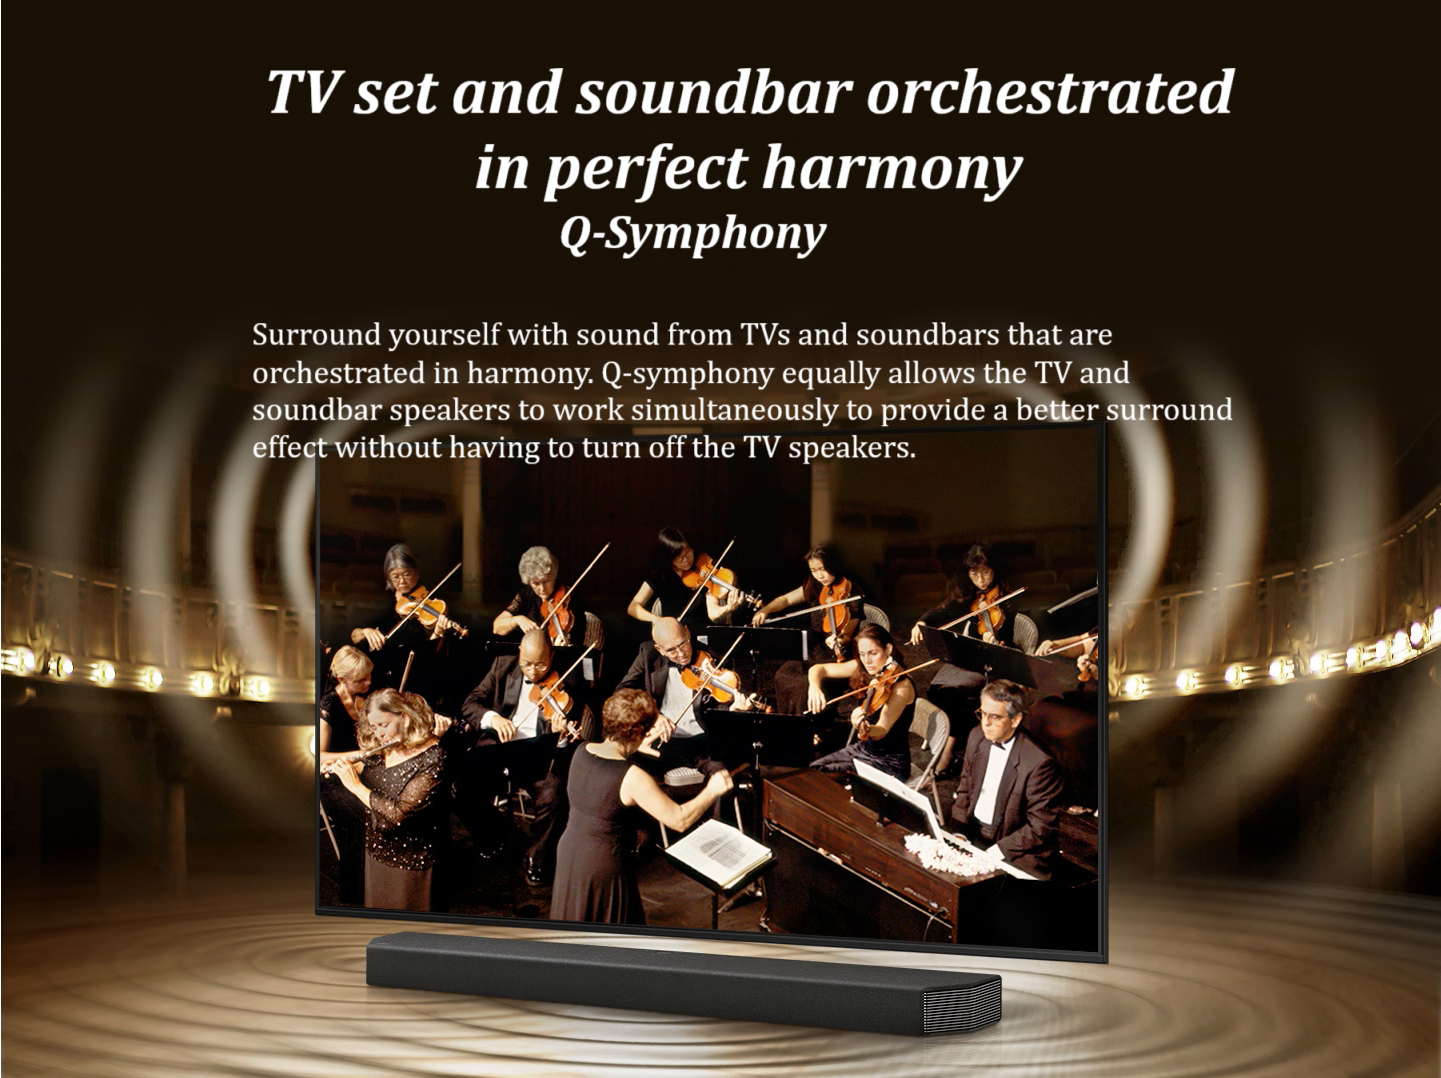 TV set and soundbar orchestrated
in perfect harmony
Q-Symphony
Surround yourself with sound from TVs and soundbars that are
orchestrated in harmony. Q-symphony equally allows the TV and
soundbar speakers to work simultaneously to provide a better surround
effect without having to turn off the TV speakers.